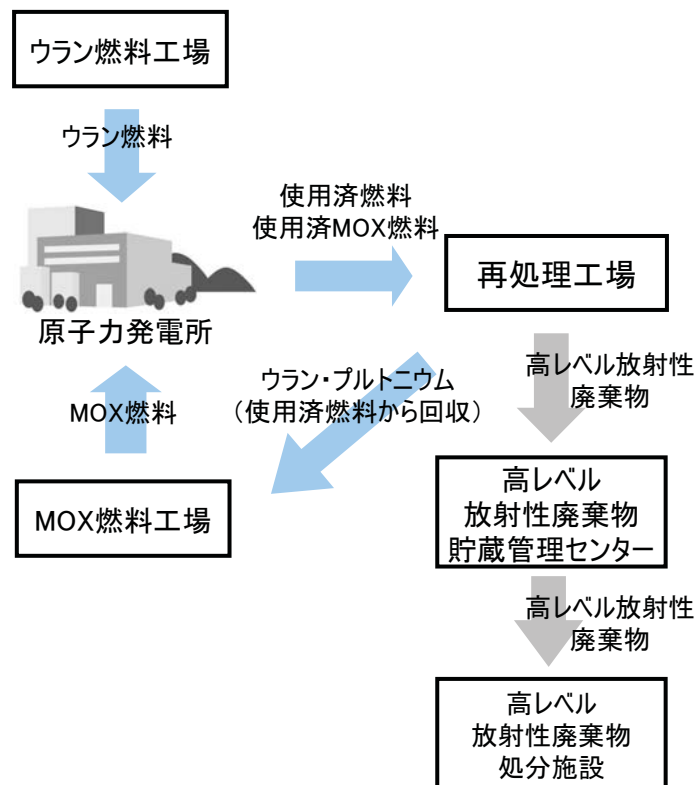 ウラン燃料工場
ウラン燃料
使用済燃料
使用済MOX燃料
再処理工場
原子力発電所
高レベル放射性
廃棄物
ウラン・プルトニウム
（使用済燃料から回収）
MOX燃料
MOX燃料工場
高レベル
放射性廃棄物
貯蔵管理センター
高レベル放射性
廃棄物
高レベル
放射性廃棄物
処分施設